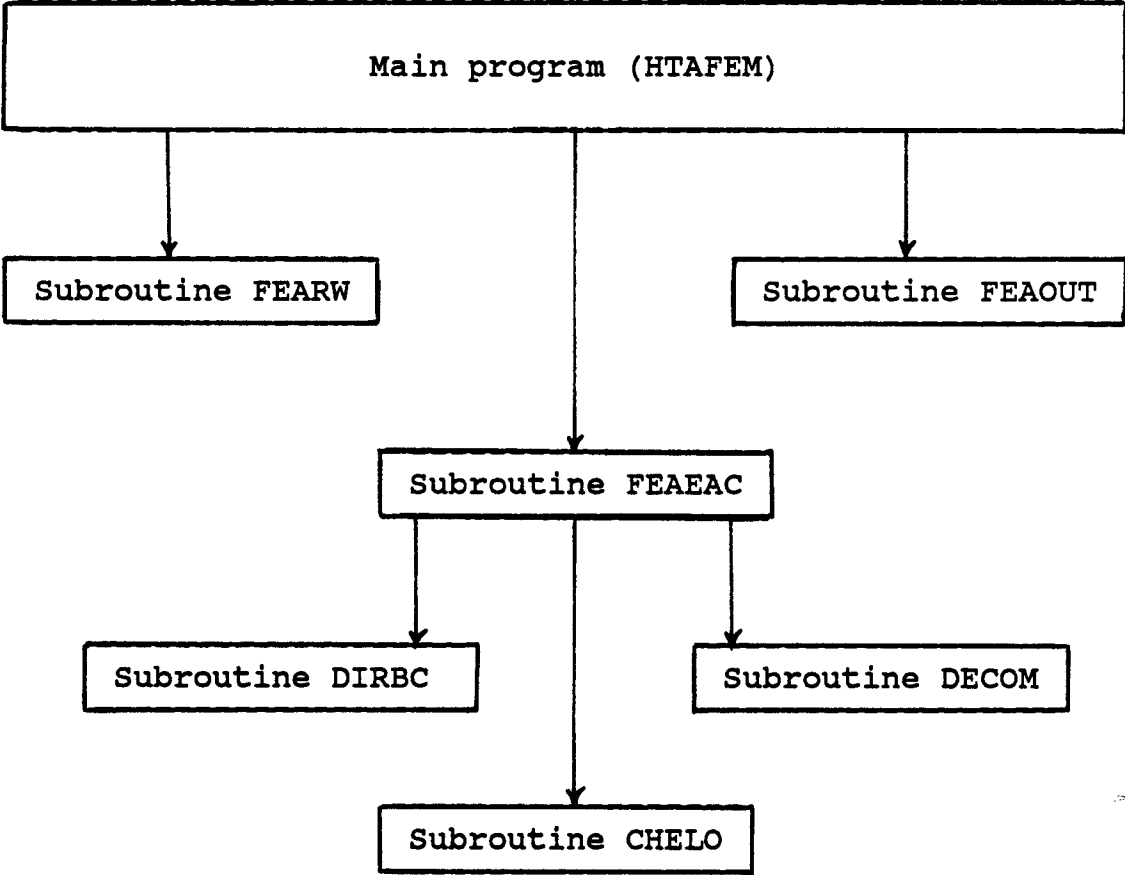 Main program (HTAFEM)
Subroutine FEARW
Subroutine FEAOUT
Subroutine FEAEAC
Subroutine DIRBC
Subroutine DECOM
Subroutine CHELO